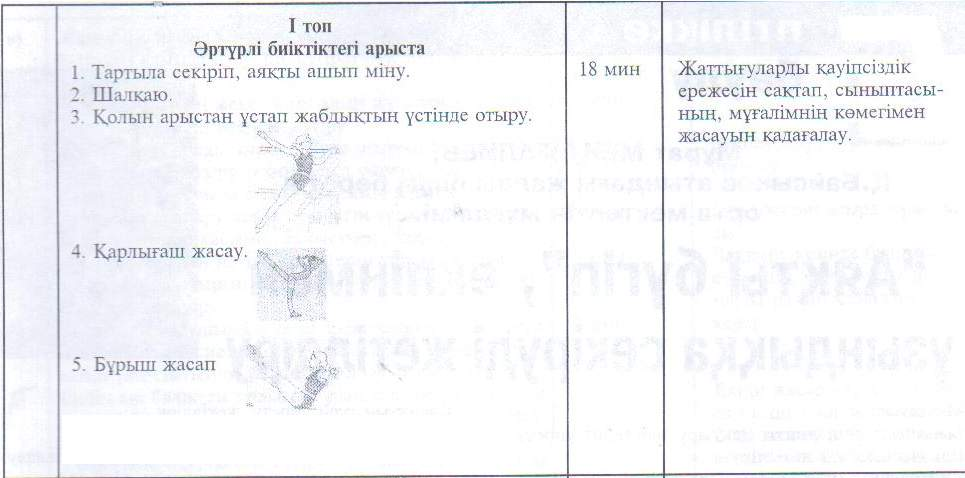 I топ
Әртүрлі биіктіктегі арыста
1. Тартыла секіріп, аяқты ашып міну.
2. Шалқаю.
3. Қолын арыстан ұстап жабдықтың үстінде отыру.
4. Қарлығаш жасау.
5. Бұрыш жасап
18 мин
Жаттығуларды қауіпсіздік
ережесін сақтап, сыныптасы-
ның, мұғалімнің көмегімен
жасауын қадағалау.